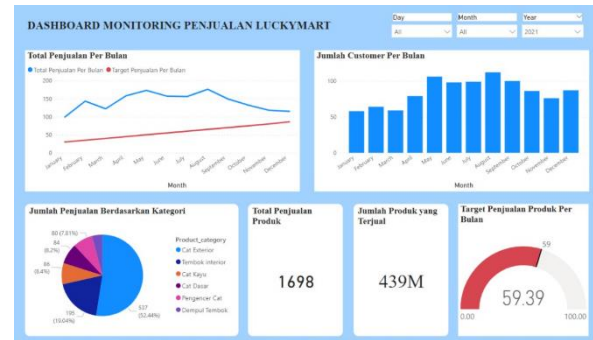 DASHBOARD MONITORING PENJUALAN LUCKYMART
Day Month Year
All All 2021
Total Penjualan Per Bulan
Total Penjualan Per Bulan Target Penjualan Per Bulan
200
150
100
50
0
January February March April May June July August September October November December
Month
Jumlah Customer Per Bulan
100
50
0
January February March April May June July August September October November December
Month
Jumlah Penjualan Berdasarkan Kategori
80 (7.81%)
84
(8.2%)
86
(8.4%)
195
(19.04%)
537
(52.44%)
Product_category
Cat Exterior
Tembok interior
Cat Kayu
Cat Dasar
Pengencer Cat
Dempul Tembok
Total Penjualan
Produk
1698
Jumlah Produk yang
Terjual
439M
Target Penjualan Produk Per
Bulan
59
59.39
0.00 100.00